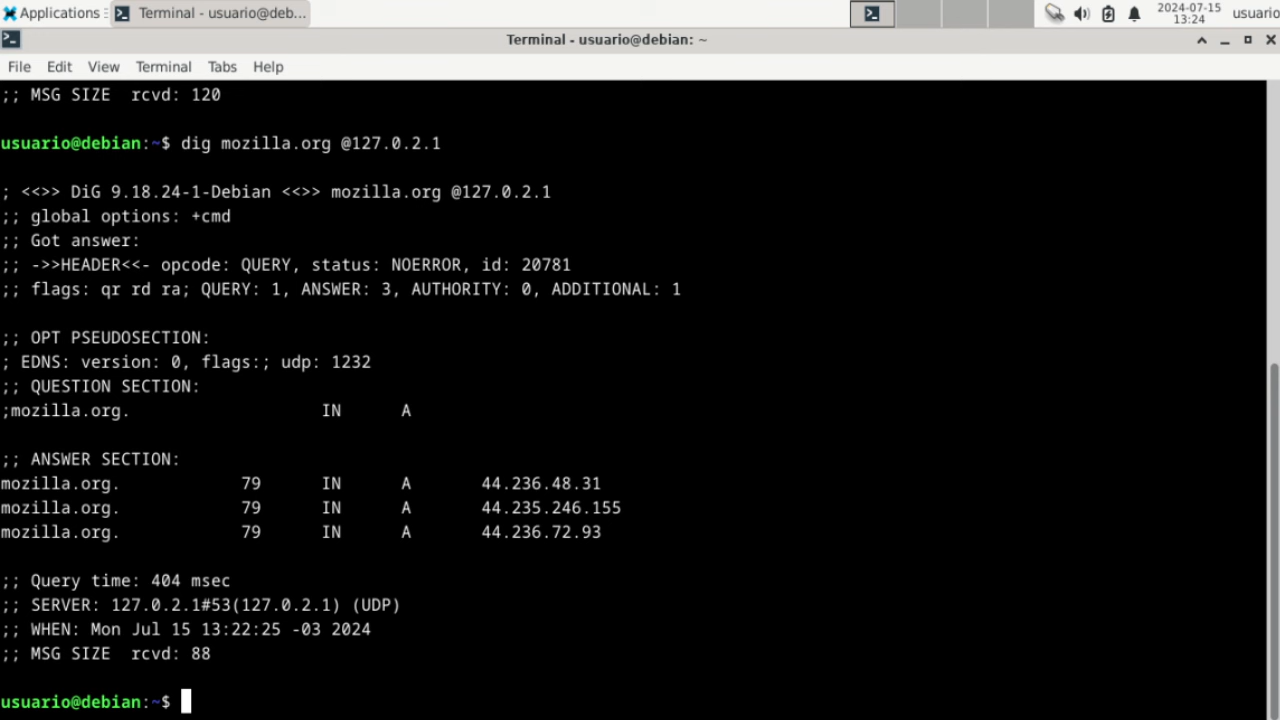 Applications
Terminal - usuario@deb...
2024-07-15
13:24
usuario
Terminal - usuario@debian: ~
File Edit View Terminal Tabs Help
;; MSG SIZE  rcvd: 120
usuario@debian:~$ dig mozilla.org @127.0.2.1
; <<>> DiG 9.18.24-1-Debian <<>> mozilla.org @127.0.2.1
;; global options: +cmd
;; Got answer:
;; ->>HEADER<<- opcode: QUERY, status: NOERROR, id: 20781
;; flags: qr rd ra; QUERY: 1, ANSWER: 3, AUTHORITY: 0, ADDITIONAL: 1
;; OPT PSEUDOSECTION:
; EDNS: version: 0, flags:; udp: 1232
;; QUESTION SECTION:
;mozilla.org.                   IN      A
;; ANSWER SECTION:
mozilla.org.            79      IN      A       44.236.48.31
mozilla.org.            79      IN      A       44.235.246.155
mozilla.org.            79      IN      A       44.236.72.93
;; Query time: 404 msec
;; SERVER: 127.0.2.1#53(127.0.2.1) (UDP)
;; WHEN: Mon Jul 15 13:22:25 -03 2024
;; MSG SIZE  rcvd: 88
usuario@debian:~$